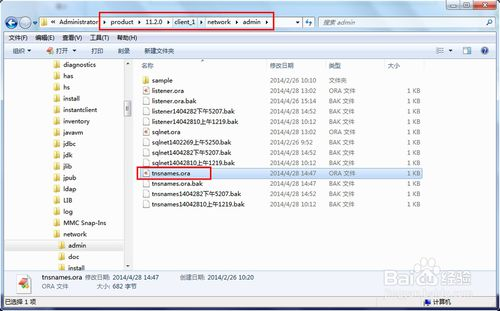 « Administrator ▸ product ▸ 11.2.0 ▸ client_1 ▸ network ▸ admin ▸
搜索 admin
文件(F) 编辑(E) 查看(V) 工具(T) 帮助(H)
组织 打开 刻录 新建文件夹
名称 修改日期 类型 大小
diagnostics
has
hs
install
instantclient
inventory
javavm
jdbc
jdk
jlib
jpub
ldap
LIB
log
MMC Snap-Ins
network
admin
doc
install
sample 2014/2/26 10:10 文件夹
listener.ora 2014/4/28 13:02 ORA 文件 1 KB
listener.ora.bak 2014/4/26 15:14 BAK 文件 1 KB
listener1404282下午5207.bak 2014/4/28 14:47 BAK 文件 1 KB
listener14042810上午1219.bak 2014/4/28 10:12 BAK 文件 1 KB
sqlnet.ora 2014/4/28 13:02 ORA 文件 1 KB
sqlnet1402269上午5250.bak 2014/2/26 9:52 BAK 文件 1 KB
sqlnet1404282下午5207.bak 2014/4/28 14:47 BAK 文件 1 KB
sqlnet14042810上午1219.bak 2014/4/28 10:12 BAK 文件 1 KB
tnsnames.ora 2014/4/28 14:47 ORA 文件 1 KB
tnsnames.ora.bak 2014/4/28 14:47 BAK 文件 1 KB
tnsnames1404282下午5207.bak 2014/4/28 14:47 BAK 文件 1 KB
tnsnames14042810上午1219.bak 2014/4/28 10:12 BAK 文件 1 KB
tnsnames.ora 修改日期: 2014/4/28 14:47 创建日期: 2014/2/26 10:20
ORA 文件 大小: 682 字节
已选择 1 项 计算机
Baidu 经验